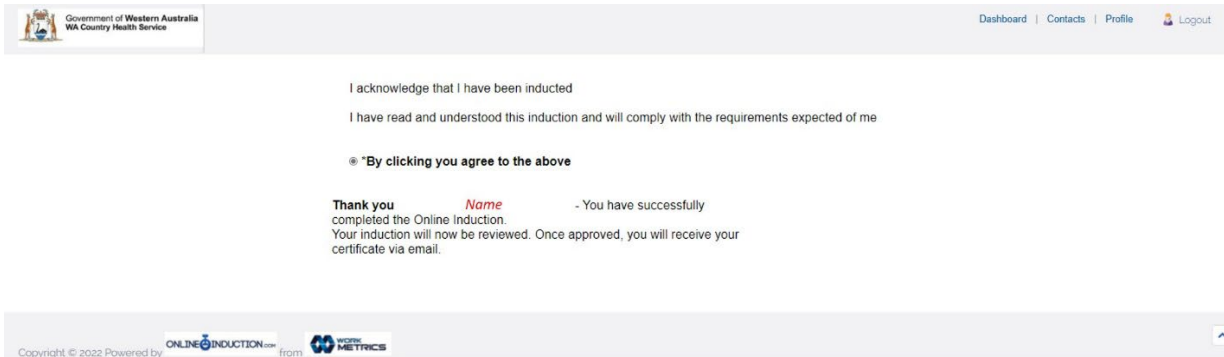 Government of Western Australia
WA Country Health Service
Dashboard | Contacts | Profile Logout
I acknowledge that I have been inducted
I have read and understood this induction and will comply with the requirements expected of me
*By clicking you agree to the above
Thank you Name - You have successfully
completed the Online Induction.
Your induction will now be reviewed. Once approved, you will receive your
certificate via email.
Copyright © 2022 Powered by ONLINE INDUCTION.COM from WORK METRICS